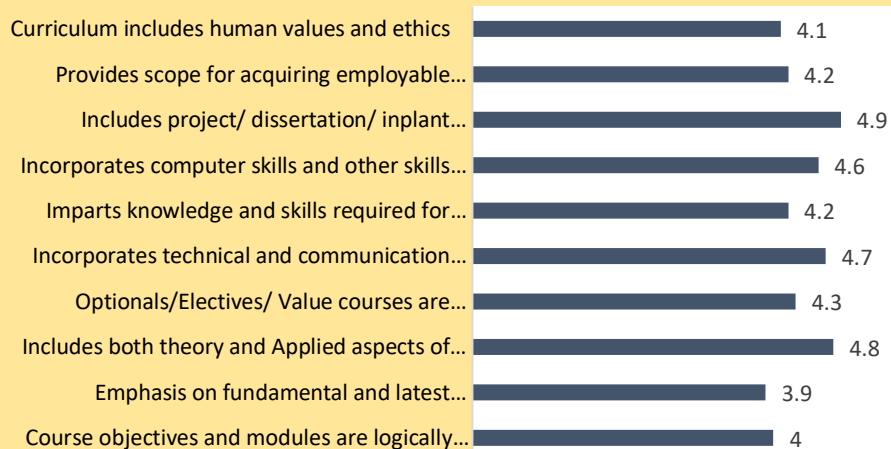 Curriculum includes human values and ethics 4.1
Provides scope for acquiring employable... 4.2
Includes project/ dissertation/ inplant... 4.9
Incorporates computer skills and other skills... 4.6
Imparts knowledge and skills required for... 4.2
Incorporates technical and communication... 4.7
Optionals/Electives/ Value courses are... 4.3
Includes both theory and Applied aspects of... 4.8
Emphasis on fundamental and latest... 3.9
Course objectives and modules are logically... 4